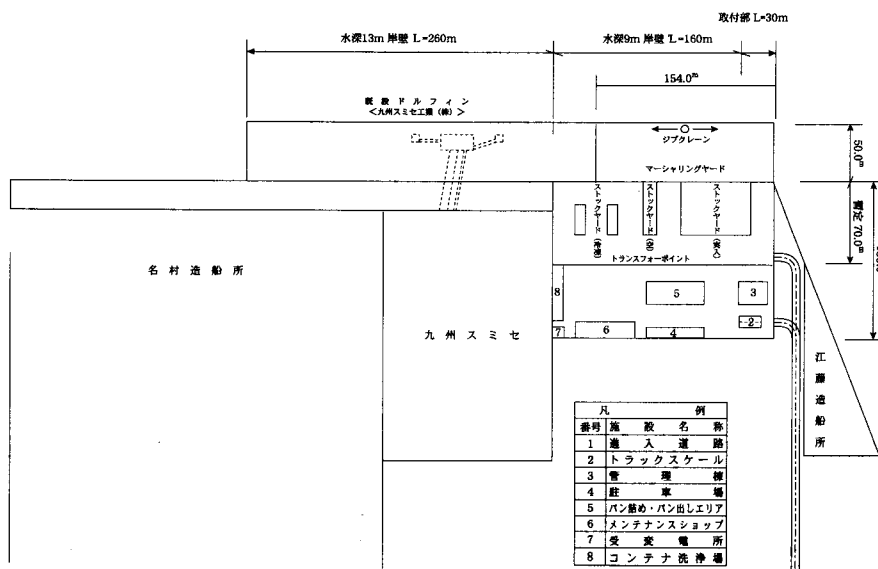 取付部 L=30m
水深13m 岸壁 L=260m
水深9m 岸壁 L=160m
154.0m
既設ドルフィン
<九州スミセ工業(株)>
ジブクレーン
50.0m
マーシャリングヤード
ストックヤード(冷凍)
ストックヤード(空)
ストックヤード(実入)
暫定 70.0m
トランスファーポイント
名村造船所
8
5
3
2
九州スミセ
7
6
4
江藤造船所
凡例
番号 施設名称
1 進入道路
2 トラックスケール
3 管理棟
4 駐車場
5 バン詰め・バン出しエリア
6 メンテナンスショップ
7 受変電所
8 コンテナ洗浄場